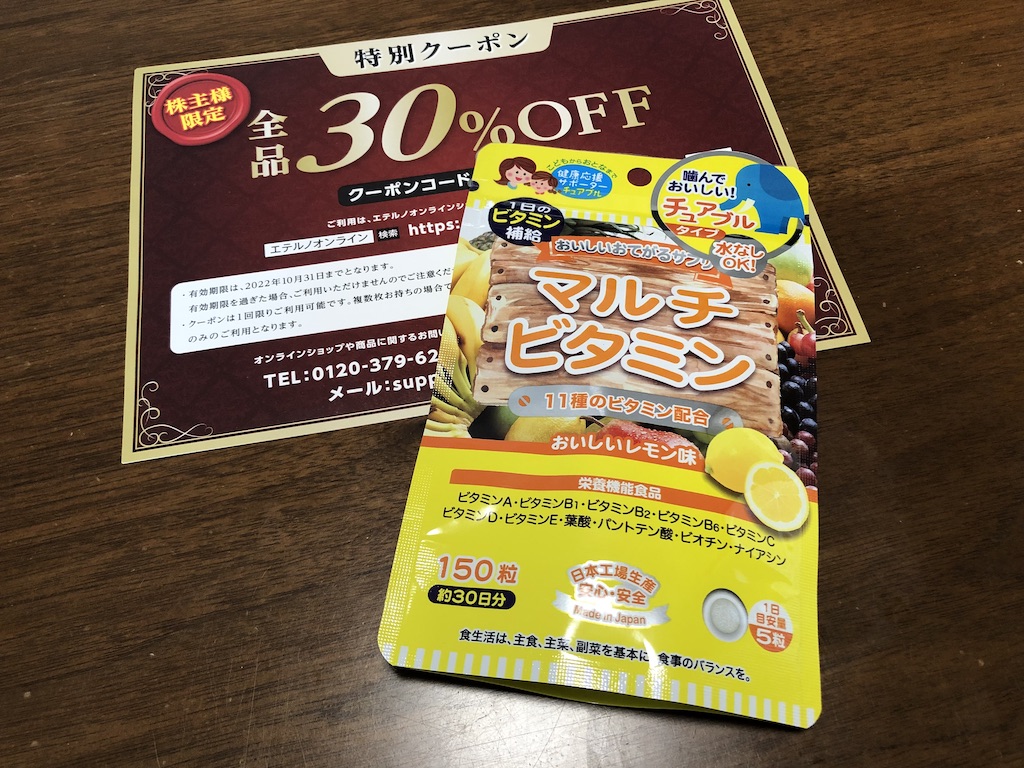 特別クーポン
株主様
限定
全品
30%OFF
クーポンコード
ご利用は、エテルノオンラインシ
エテルノオンライン 検索 https:
・有効期限は、2022年10月31日までとなります。
有効期限を過ぎた場合、ご利用いただけませんのでご注意くだ
・クーポンは1回限りご利用可能です。複数枚お持ちの場合で
のみのご利用となります。
オンラインショップや商品に関するお問い
TEL:0120-379-62
メール:supp
こどもからおとなまで
健康応援
サポーター
チュアブル
噛んで
おいしい!
チュアブル
タイプ
水なし
OK!
1日の
ビタミン
補給
おいしいおてがるサプリ
マルチ
ビタミン
11種のビタミン配合
おいしいレモン味
栄養機能食品
ビタミンA・ビタミンB1・ビタミンB2・ビタミンB6・ビタミンC
ビタミンD・ビタミンE・葉酸・パントテン酸・ビオチン・ナイアシン
150粒
約30日分
日本工場生産
安心・安全
Made in Japan
1日
目安量
5粒
食生活は、主食、主菜、副菜を基本に、食事のバランスを。